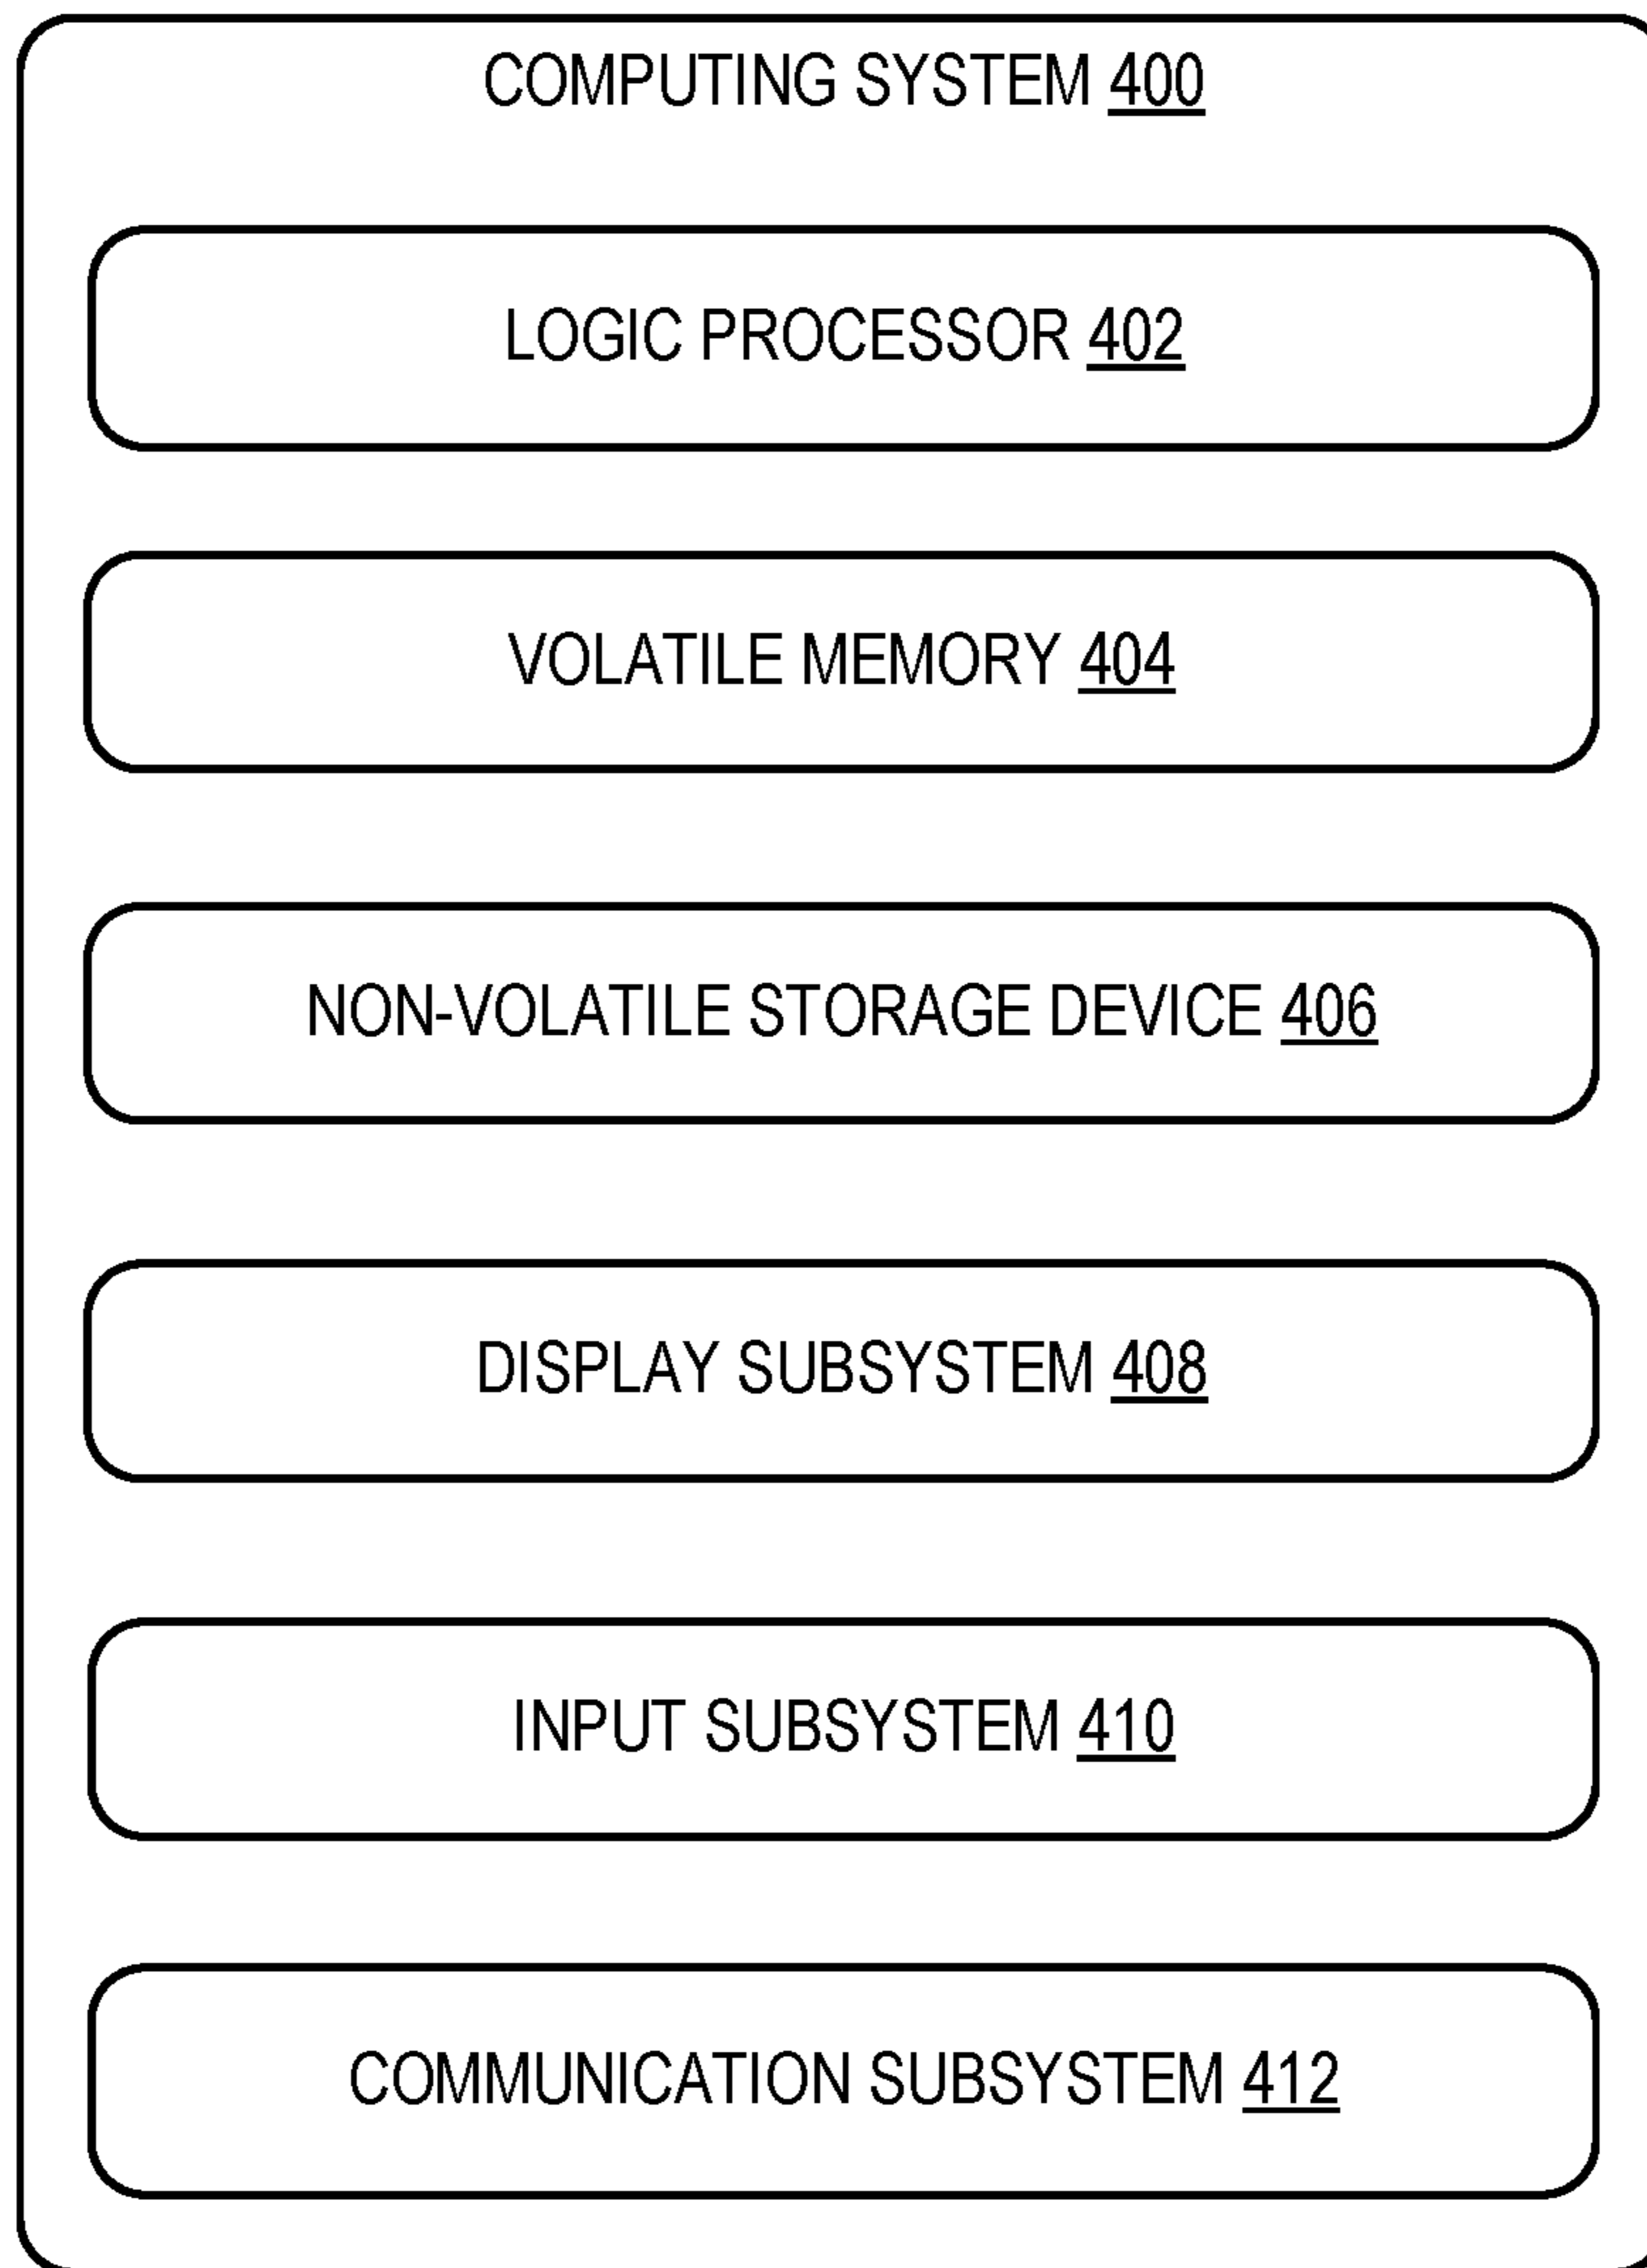 COMPUTING SYSTEM 400
LOGIC PROCESSOR 402
VOLATILE MEMORY 404
NON-VOLATILE STORAGE DEVICE 406
DISPLAY SUBSYSTEM 408
INPUT SUBSYSTEM 410
COMMUNICATION SUBSYSTEM 412